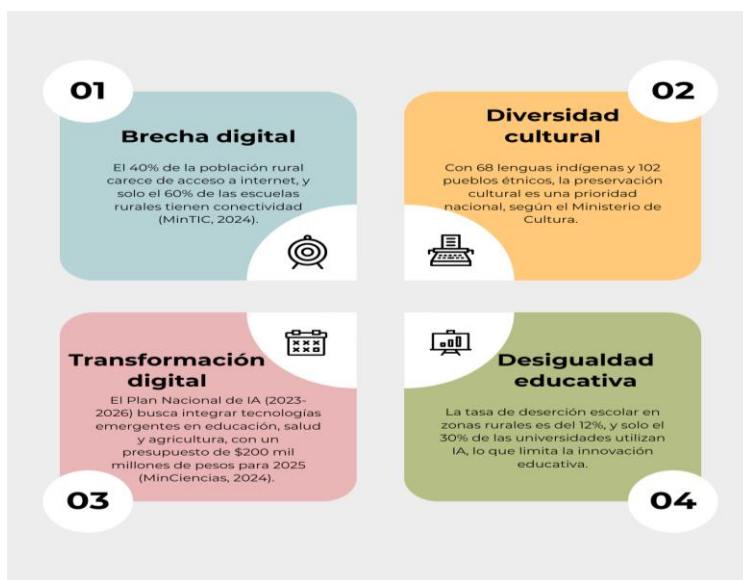 01
Brecha digital
El 40% de la población rural
carece de acceso a internet, y
solo el 60% de las escuelas
rurales tienen conectividad
(MinTIC, 2024).
02
Diversidad
cultural
Con 68 lenguas indígenas y 102
pueblos étnicos, la preservación
cultural es una prioridad
nacional, según el Ministerio de
Cultura.
Transformación
digital
El Plan Nacional de IA (2023-
2026) busca integrar tecnologías
emergentes en educación, salud
y agricultura, con un
presupuesto de $200 mil
millones de pesos para 2025
(MinCiencias, 2024).
03
Desigualdad
educativa
La tasa de deserción escolar en
zonas rurales es del 12%, y solo el
30% de las universidades utilizan
IA, lo que limita la innovación
educativa.
04